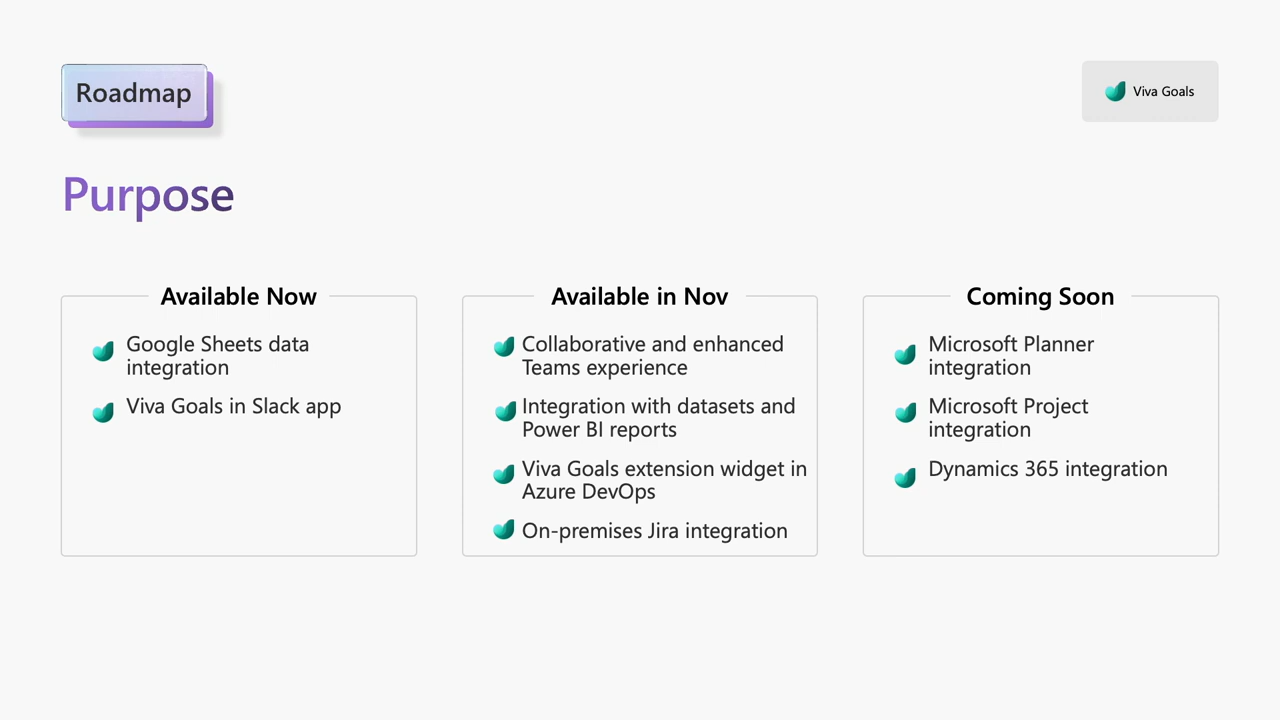 Roadmap
Viva Goals
Purpose
Available Now
Google Sheets data
integration
Viva Goals in Slack app
Available in Nov
Collaborative and enhanced
Teams experience
Integration with datasets and
Power BI reports
Viva Goals extension widget in
Azure DevOps
On-premises Jira integration
Coming Soon
Microsoft Planner
integration
Microsoft Project
integration
Dynamics 365 integration